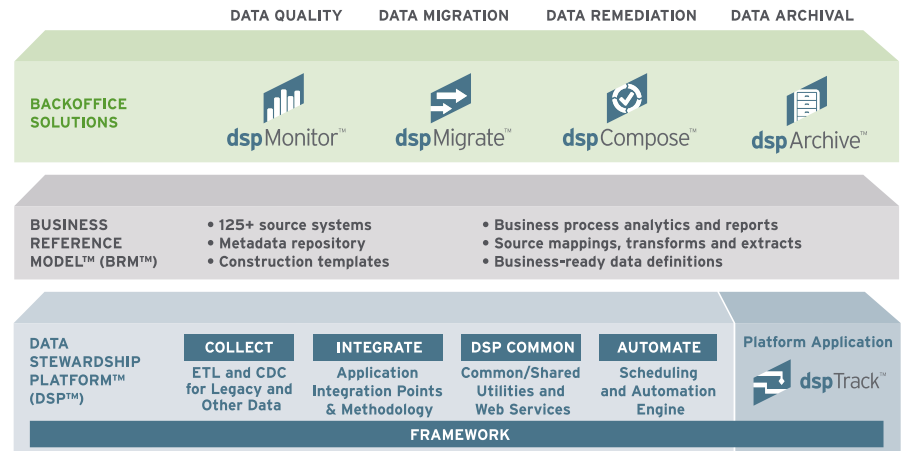 DATA QUALITY DATA MIGRATION DATA REMEDIATION DATA ARCHIVAL
BACKOFFICE
SOLUTIONS
dspMonitor™ dspMigrate™ dspCompose™ dspArchive™
BUSINESS
REFERENCE
MODEL™ (BRM™)
• 125+ source systems
• Metadata repository
• Construction templates
• Business process analytics and reports
• Source mappings, transforms and extracts
• Business-ready data definitions
DATA
STEWARDSHIP
PLATFORM™
(DSP™)
COLLECT
ETL and CDC
for Legacy and
Other Data
INTEGRATE
Application
Integration Points
& Methodology
DSP COMMON
Common/Shared
Utilities and
Web Services
AUTOMATE
Scheduling
and Automation
Engine
Platform Application
dspTrack™
FRAMEWORK